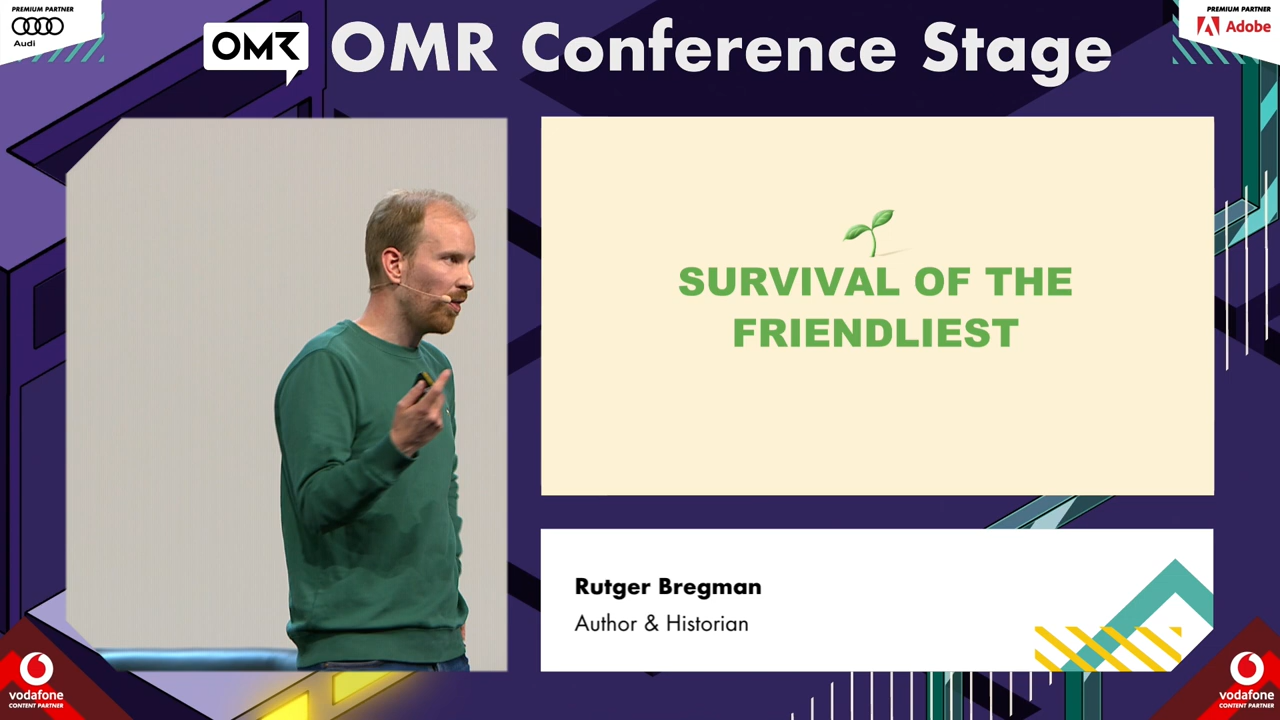 PREMIUM PARTNER
Audi
OMR
OMR Conference Stage
PREMIUM PARTNER
Adobe
SURVIVAL OF THE
FRIENDLIEST
Rutger Bregman
Author & Historian
vodafone
CONTENT PARTNER
vodafone
CONTENT PARTNER